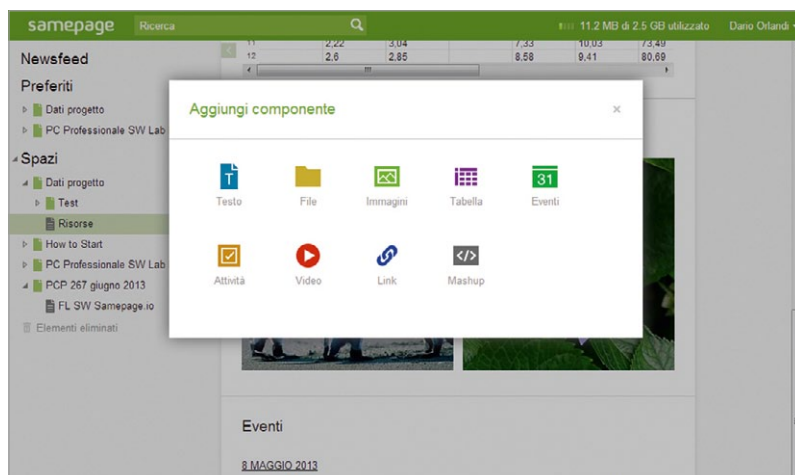 samepage Ricerca 11.2 MB di 2.5 GB utilizzato Dario Orlandi
Newsfeed
Preferiti
Dati progetto
PC Professionale SW Lab
Spazi
Dati progetto
Test
Risorse
How to Start
PC Professionale SW Lab
PCP 267 giugno 2013
FL SW Samepage.io
Elementi eliminati
11 2,22 3,04 7,33 10,03 73,49
12 2,6 2,85 8,58 9,41 80,69
Aggiungi componente ×
T 31
Testo File Immagini Tabella Eventi
</>
Attività Video Link Mashup
Eventi
8 MAGGIO 2013